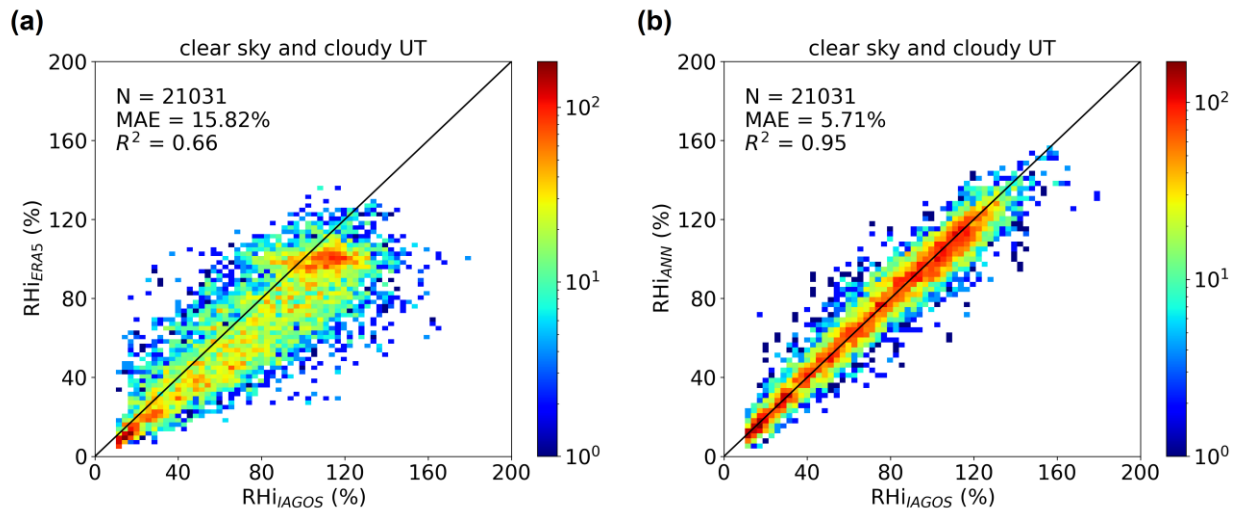 (a)
clear sky and cloudy UT
N = 21031
MAE = 15.82%
R² = 0.66
200
160
120
80
40
0
RHi_ERA5 (%)
0 40 80 120 160 200
RHi_IAGOS (%)
10²
10¹
10⁰
(b)
clear sky and cloudy UT
N = 21031
MAE = 5.71%
R² = 0.95
200
160
120
80
40
0
RHi_ANN (%)
0 40 80 120 160 200
RHi_IAGOS (%)
10²
10¹
10⁰